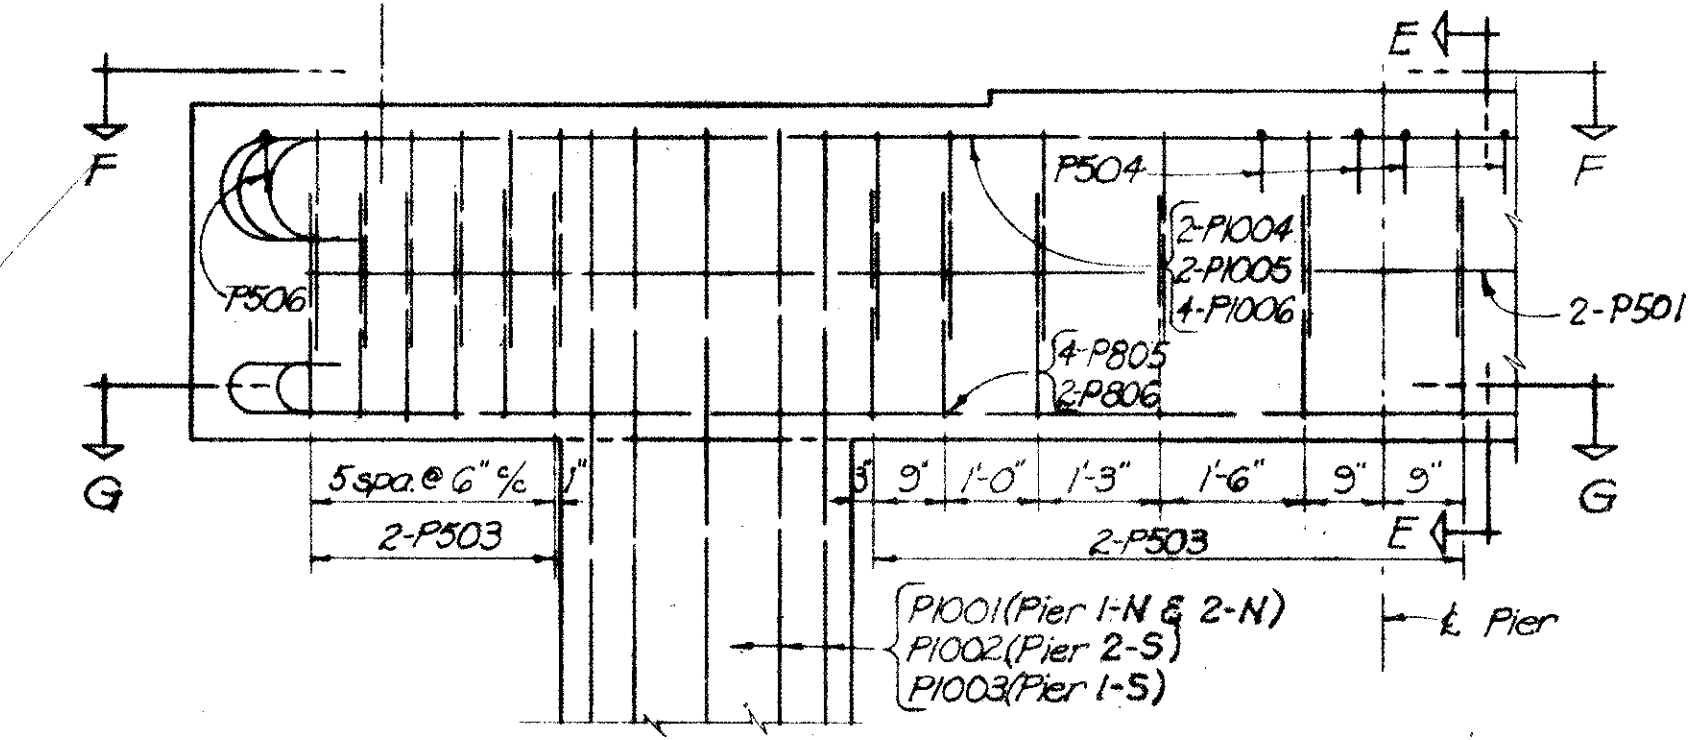 E
F
F
P504
2-P1004
2-P1005
4-P1006
P506
2-P501
4-P805
2-P806
G
5 spa. @ 6" c/c
1"
3"
9"
1'-0"
1'-3"
1'-6"
9"
9"
G
2-P503
2-P503
E
P1001(Pier 1-N & 2-N)
P1002(Pier 2-S)
P1003(Pier 1-S)
℄ Pier